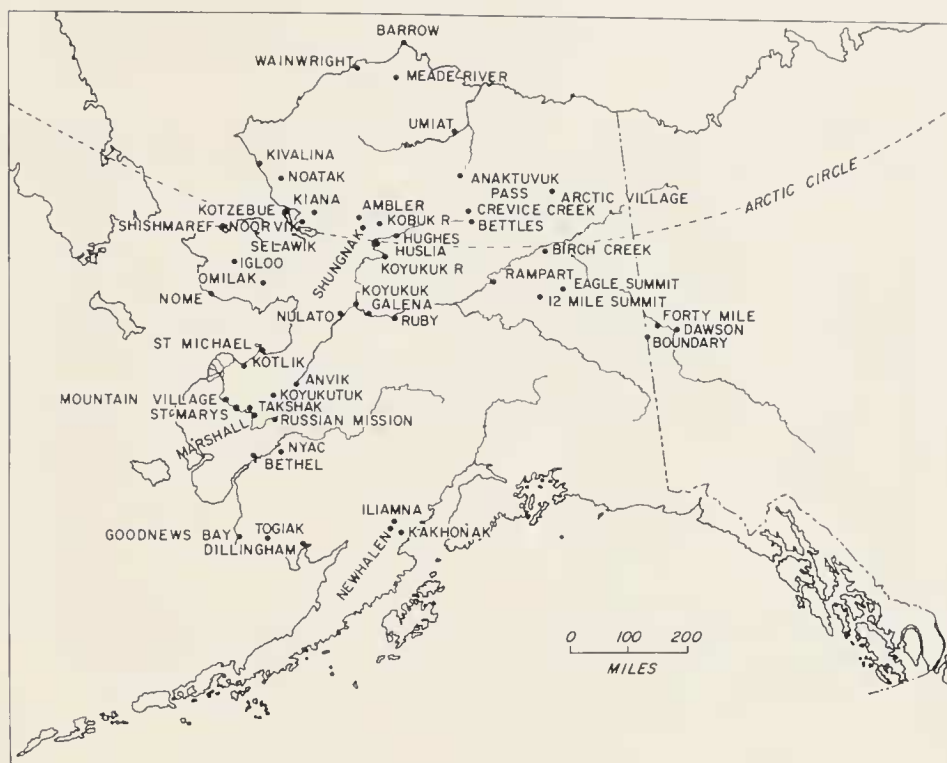 BARROW
WAINWRIGHT
MEADE RIVER
UMIAT
KIVALINA
NOATAK
ANAKTUVUK
PASS
ARCTIC VILLAGE
ARCTIC CIRCLE
KIANA
AMBLER
KOTZEBUE
KOBUK R
CREVICE CREEK
SHISHMAREF
NOORVIK
BETTLES
SELAWIK
SHUNGNAK
HUGHES
HUSLIA
BIRCH CREEK
IGLOO
KOYUKUK R
OMILAK
RAMPART
EAGLE SUMMIT
NOME
KOYUKUK
12 MILE SUMMIT
GALENA
NULATO
RUBY
FORTY MILE
DAWSON
BOUNDARY
ST MICHAEL
KOTLIK
ANVIK
MOUNTAIN VILLAGE
KOYUKUTUK
ST MARYS
TAKSHAK
MARSHALL
RUSSIAN MISSION
NYAC
BETHEL
ILIAMNA
GOODNEWS BAY
TOGIAK
KAKHONAK
DILLINGHAM
NEWHALEN
0 100 200
MILES